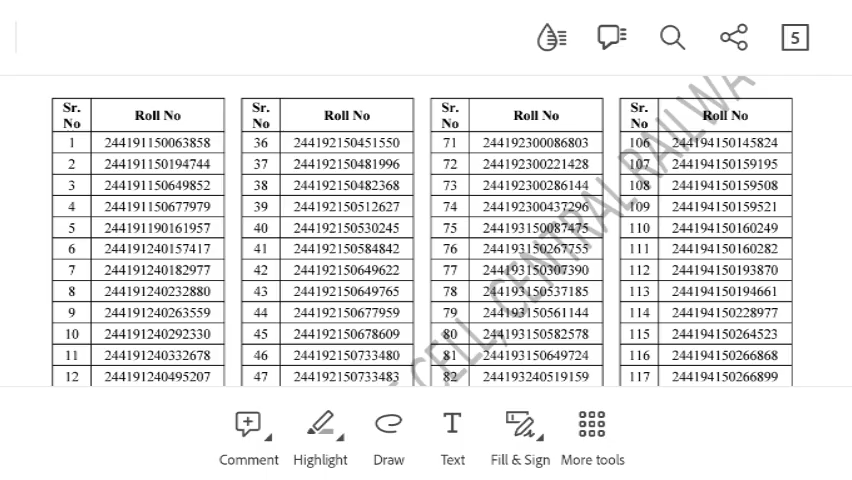 5
Sr. No Roll No Sr. No Roll No Sr. No Roll No Sr. No Roll No
1 244191150063858 36 244192150451550 71 244192300086803 106 244194150145824
2 244191150194744 37 244192150481996 72 244192300221428 107 244194150159195
3 244191150649852 38 244192150482368 73 244192300286144 108 244194150159508
4 244191150677979 39 244192150512627 74 244192300437296 109 244194150159521
5 244191190161957 40 244192150530245 75 244193150087475 110 244194150160249
6 244191240157417 41 244192150584842 76 244193150267755 111 244194150160282
7 244191240182977 42 244192150649622 77 244193150307390 112 244194150193870
8 244191240232880 43 244192150649765 78 244193150537185 113 244194150194661
9 244191240263559 44 244192150677959 79 244193150561144 114 244194150228977
10 244191240292330 45 244192150678609 80 244193150582578 115 244194150264523
11 244191240332678 46 244192150733480 81 244193150649724 116 244194150266868
12 244191240495207 47 244192150733483 82 244193240519159 117 244194150266899
CELL, CENTRAL RAILWA
Comment Highlight Draw Text Fill & Sign More tools